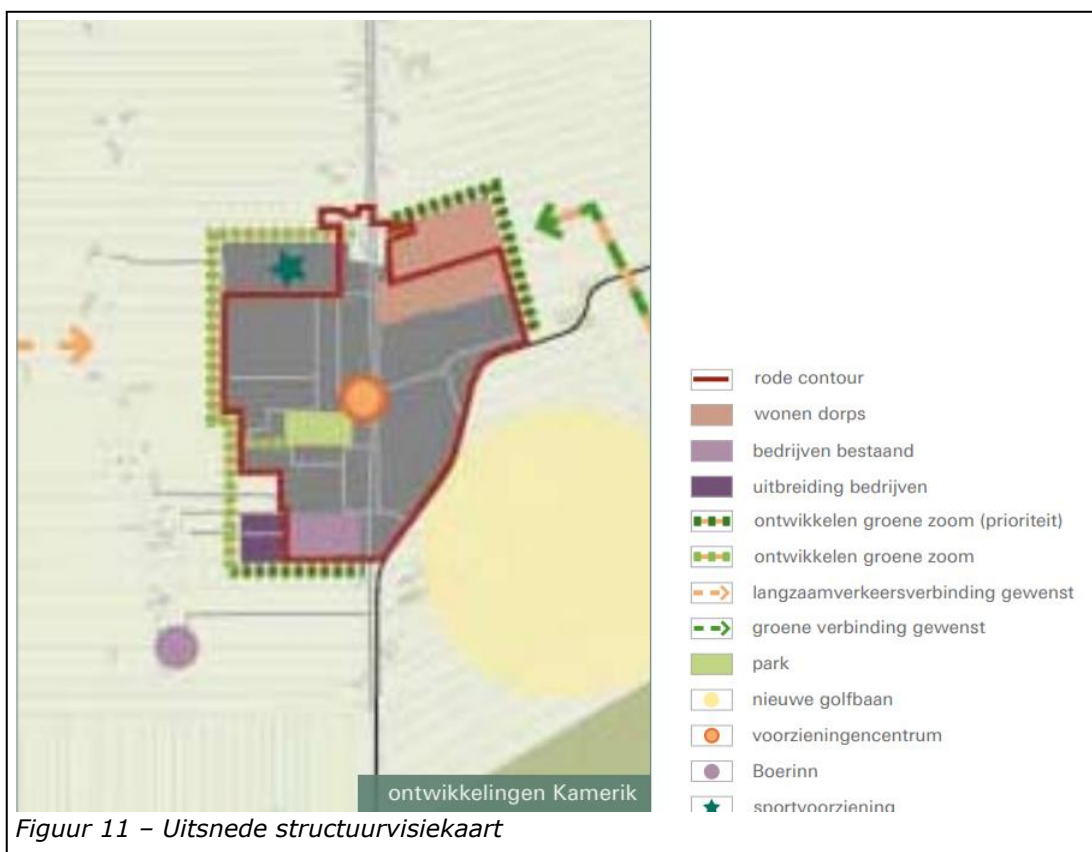 ontwikkelingen Kamerik
rode contour
wonen dorps
bedrijven bestaand
uitbreiding bedrijven
ontwikkelen groene zoom (prioriteit)
ontwikkelen groene zoom
langzaamverkeersverbinding gewenst
groene verbinding gewenst
park
nieuwe golfbaan
voorzieningencentrum
Boerinn
sportvoorziening
Figuur 11 – Uitsnede structuurvisiekaart